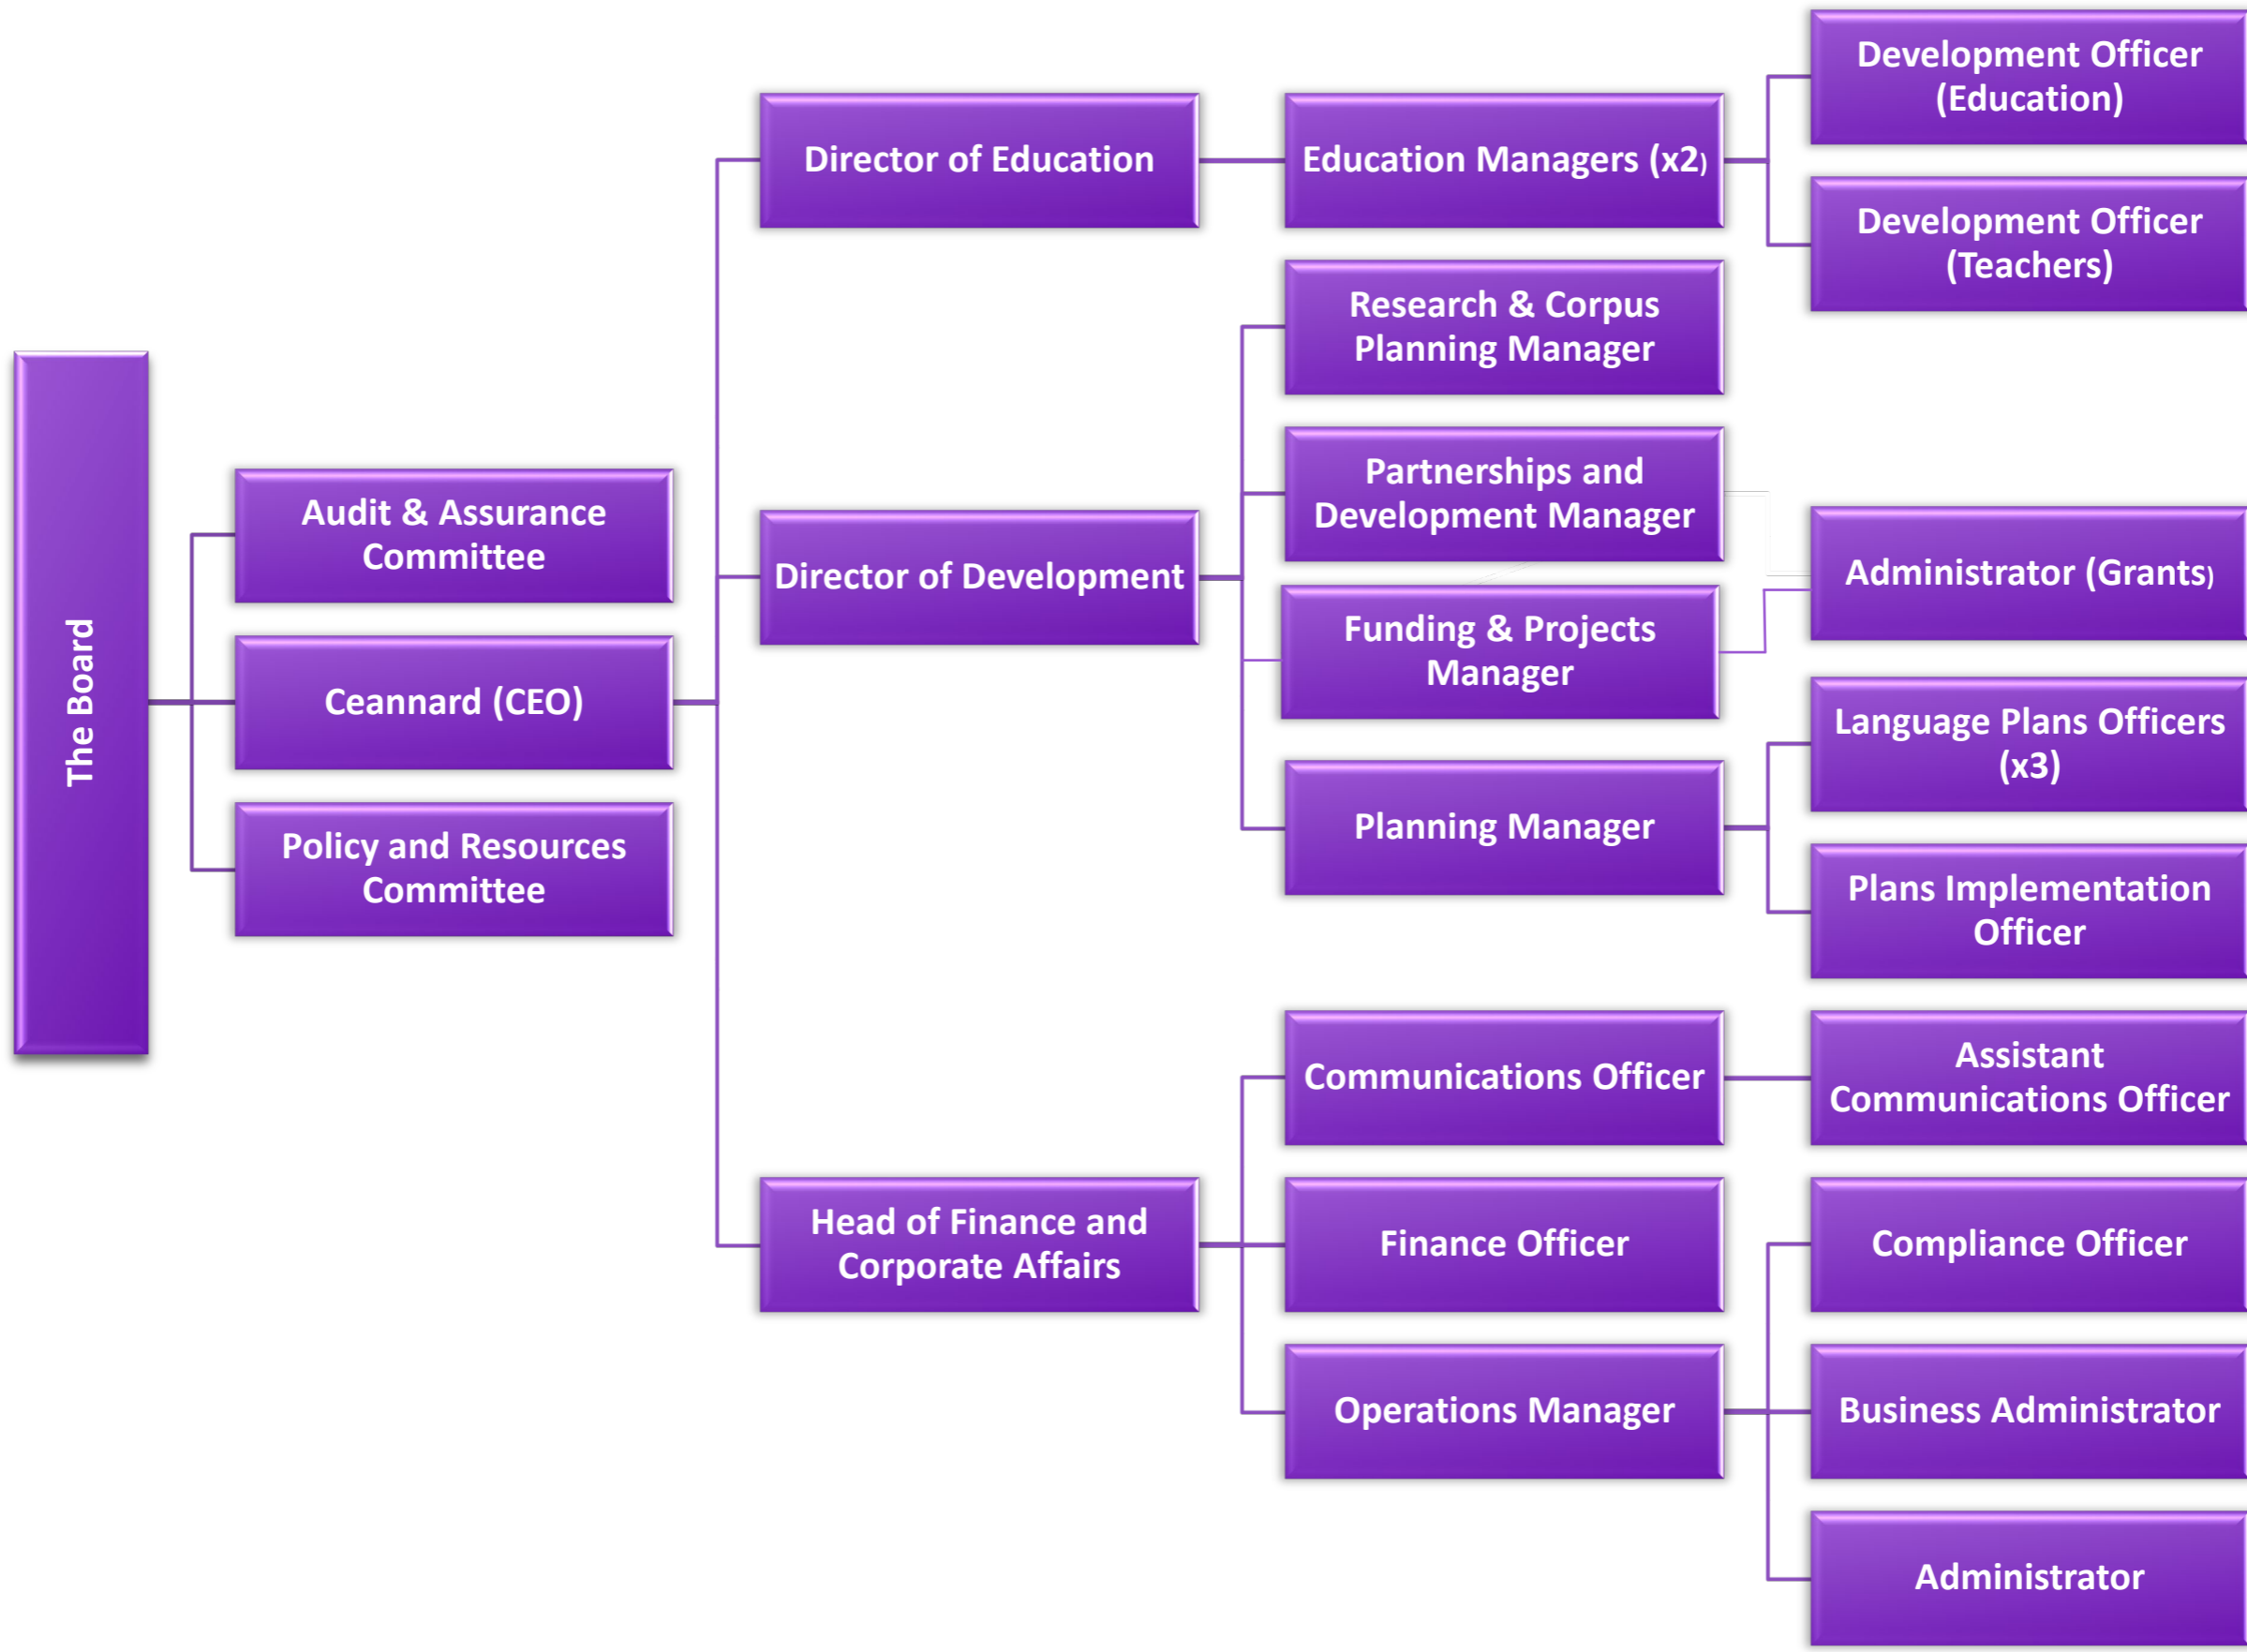 The Board
Audit & Assurance
Committee
Ceannard (CEO)
Policy and Resources
Committee
Director of Education
Director of Development
Head of Finance and
Corporate Affairs
Education Managers (x2)
Research & Corpus
Planning Manager
Partnerships and
Development Manager
Funding & Projects
Manager
Planning Manager
Communications Officer
Finance Officer
Operations Manager
Development Officer
(Education)
Development Officer
(Teachers)
Administrator (Grants)
Language Plans Officers
(x3)
Plans Implementation
Officer
Assistant
Communications Officer
Compliance Officer
Business Administrator
Administrator